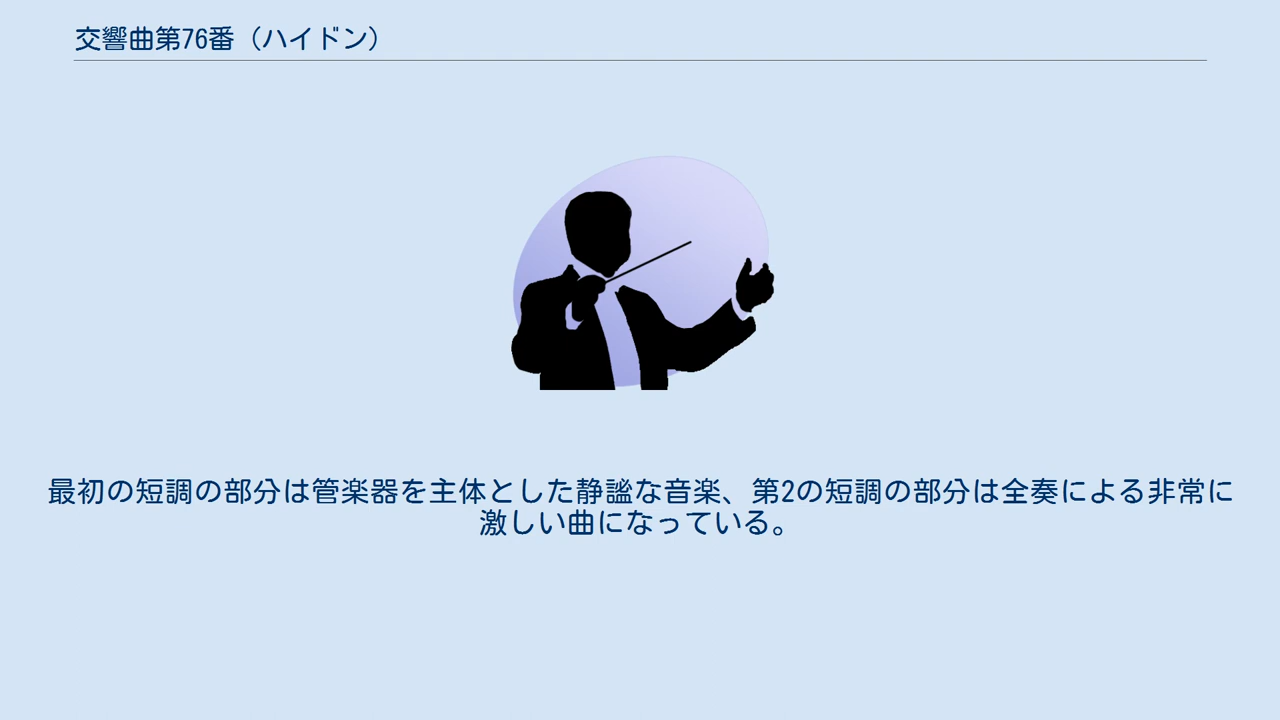 交響曲第76番（ハイドン）
最初の短調の部分は管楽器を主体とした静謐な音楽、第2の短調の部分は全奏による非常に
激しい曲になっている。